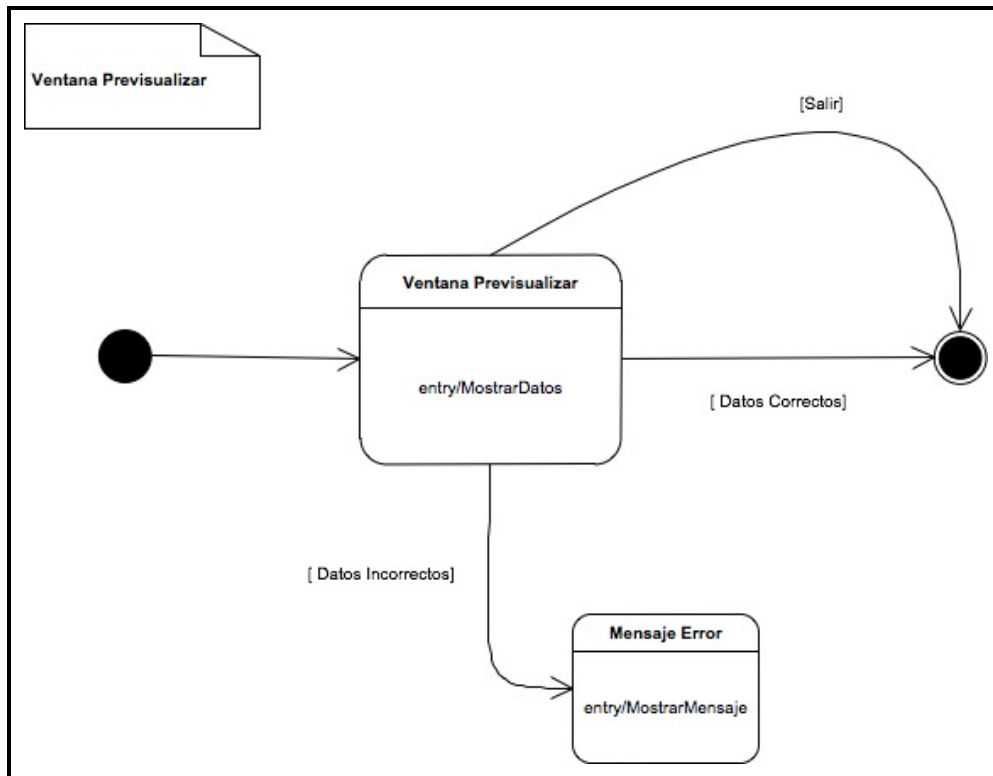 Ventana Previsualizar
[Salir]
Ventana Previsualizar
entry/MostrarDatos
[ Datos Correctos]
[ Datos Incorrectos]
Mensaje Error
entry/MostrarMensaje